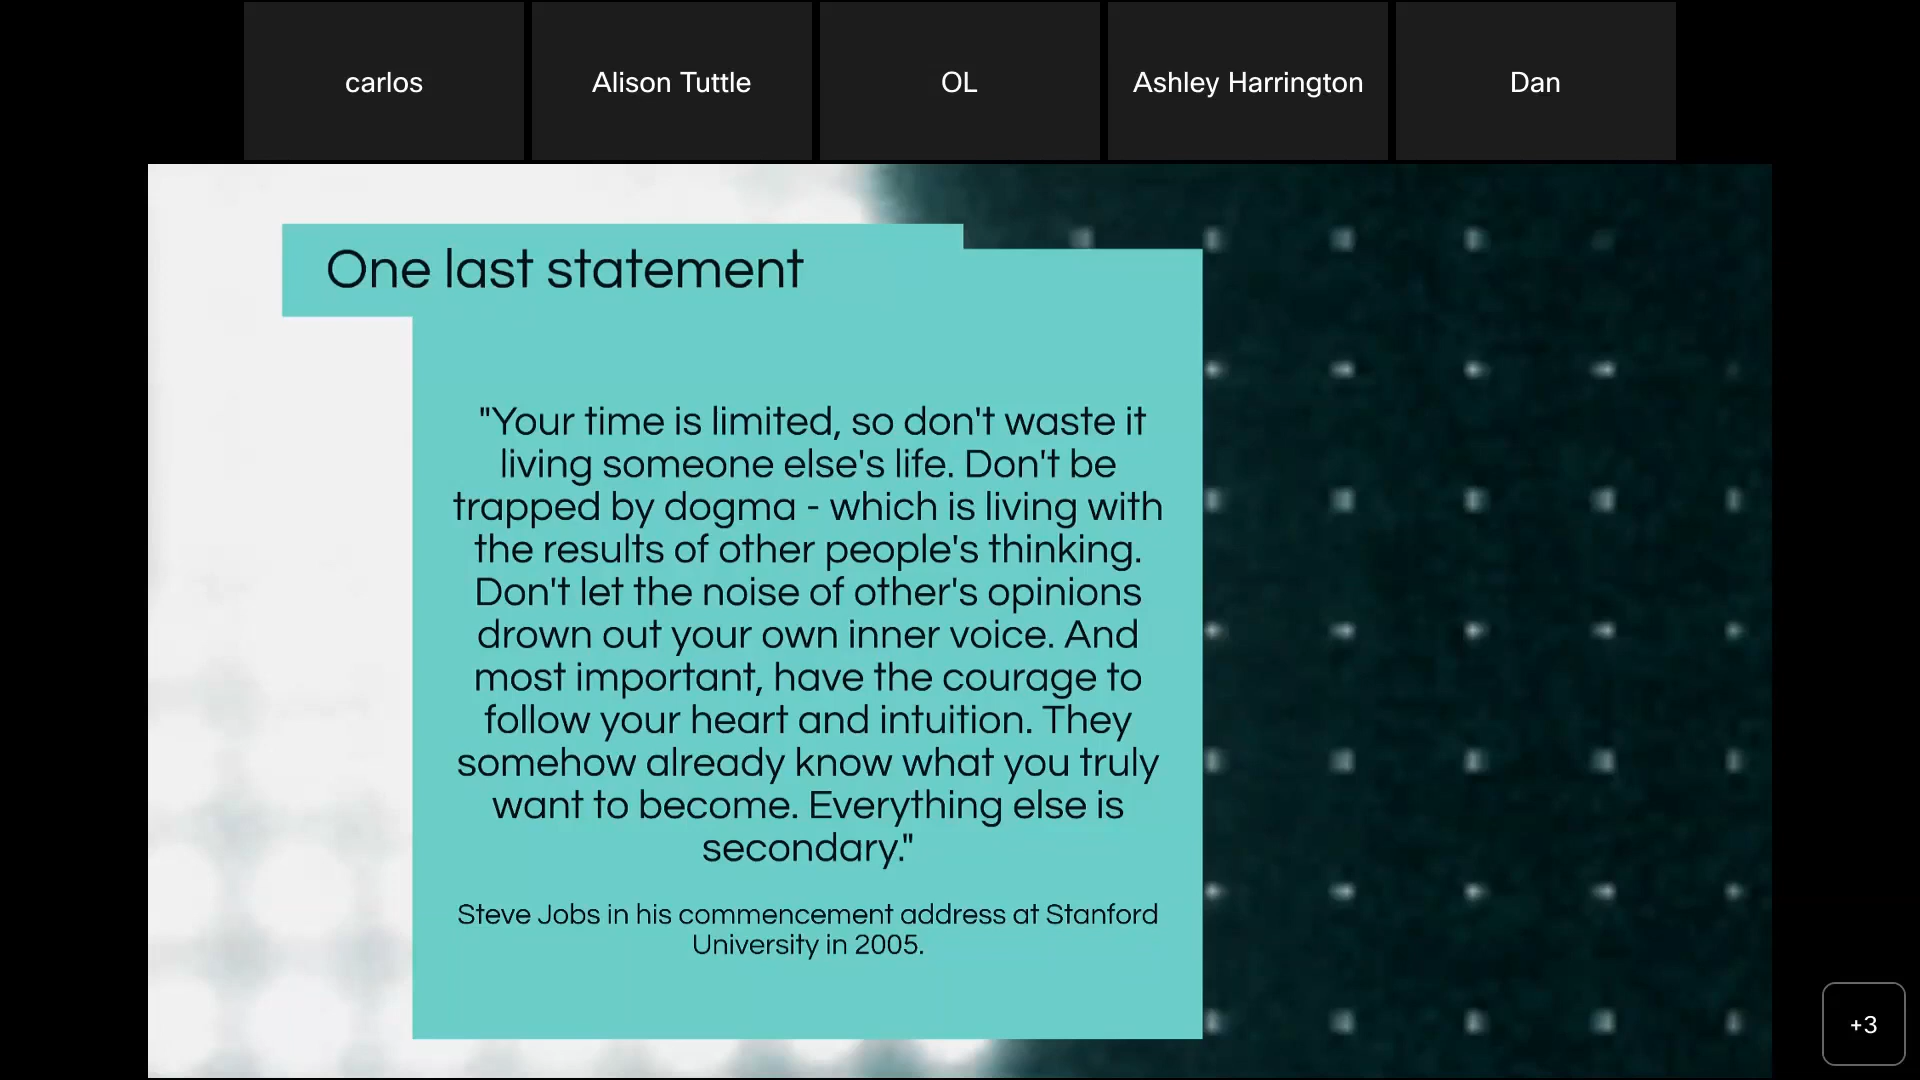 carlos
Alison Tuttle
OL
Ashley Harrington
Dan
One last statement
"Your time is limited, so don't waste it
living someone else's life. Don't be
trapped by dogma - which is living with
the results of other people's thinking.
Don't let the noise of other's opinions
drown out your own inner voice. And
most important, have the courage to
follow your heart and intuition. They
somehow already know what you truly
want to become. Everything else is
secondary."
Steve Jobs in his commencement address at Stanford
University in 2005.
+3